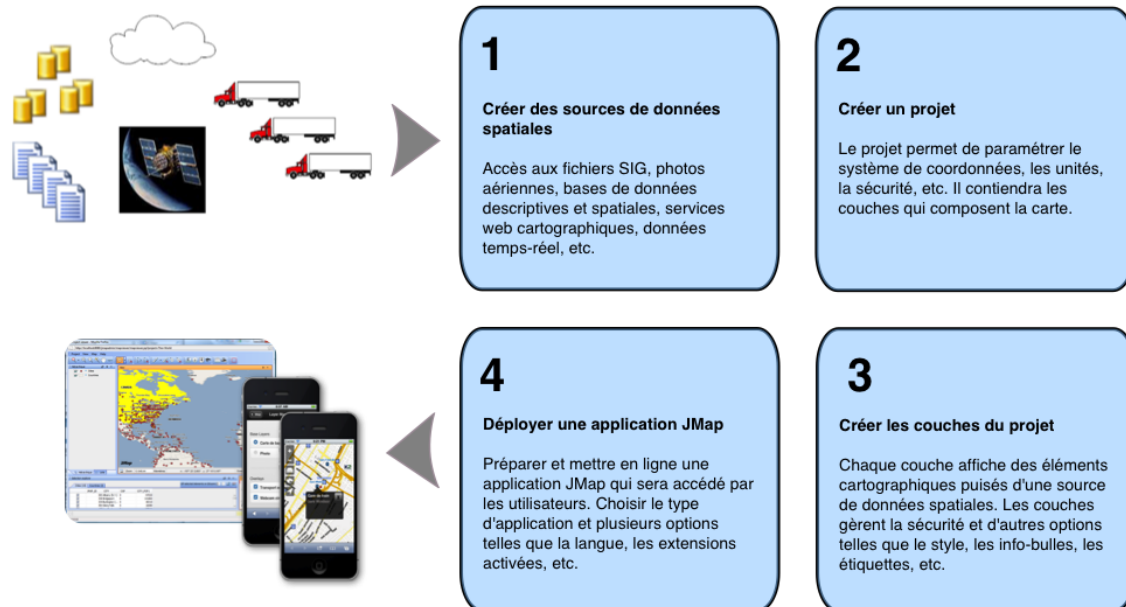 1
Créer des sources de données
spatiales
Accès aux fichiers SIG, photos
aériennes, bases de données
descriptives et spatiales, services
web cartographiques, données
temps-réel, etc.
2
Créer un projet
Le projet permet de paramétrer le
système de coordonnées, les unités,
la sécurité, etc. Il contiendra les
couches qui composent la carte.
3
Créer les couches du projet
Chaque couche affiche des éléments
cartographiques puisés d'une source
de données spatiales. Les couches
gèrent la sécurité et d'autres options
telles que le style, les info-bulles, les
étiquettes, etc.
4
Déployer une application JMap
Préparer et mettre en ligne une
application JMap qui sera accédé par
les utilisateurs. Choisir le type
d'application et plusieurs options
telles que la langue, les extensions
activées, etc.